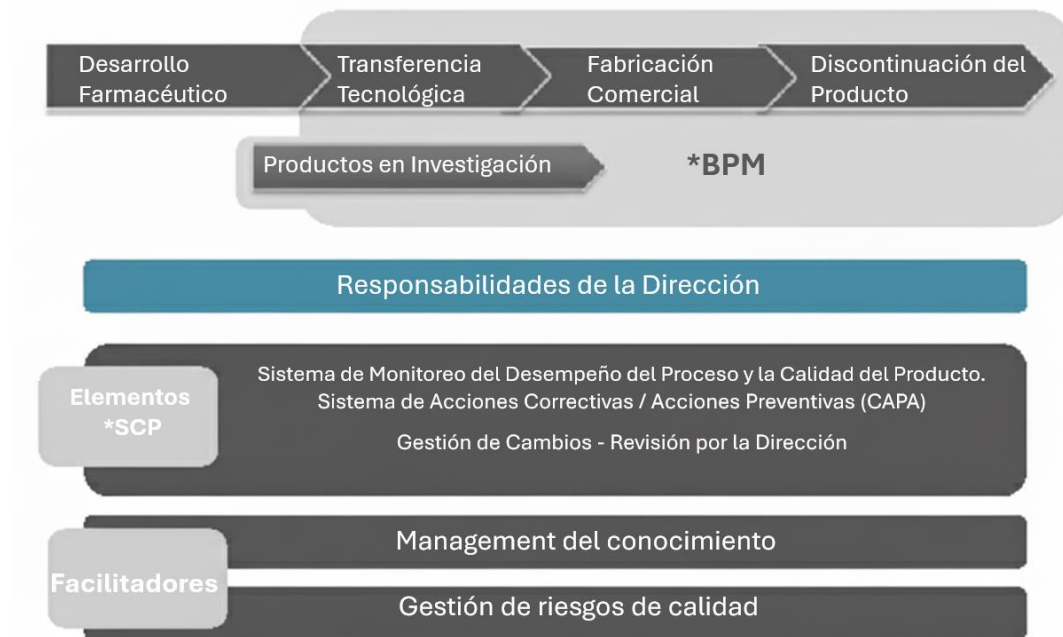 Desarrollo
Farmacéutico
Transferencia
Tecnológica
Fabricación
Comercial
Discontinuación del
Producto
Productos en Investigación
*BPM
Responsabilidades de la Dirección
Elementos
*SCP
Sistema de Monitoreo del Desempeño del Proceso y la Calidad del Producto.
Sistema de Acciones Correctivas / Acciones Preventivas (CAPA)
Gestión de Cambios - Revisión por la Dirección
Facilitadores
Management del conocimiento
Gestión de riesgos de calidad